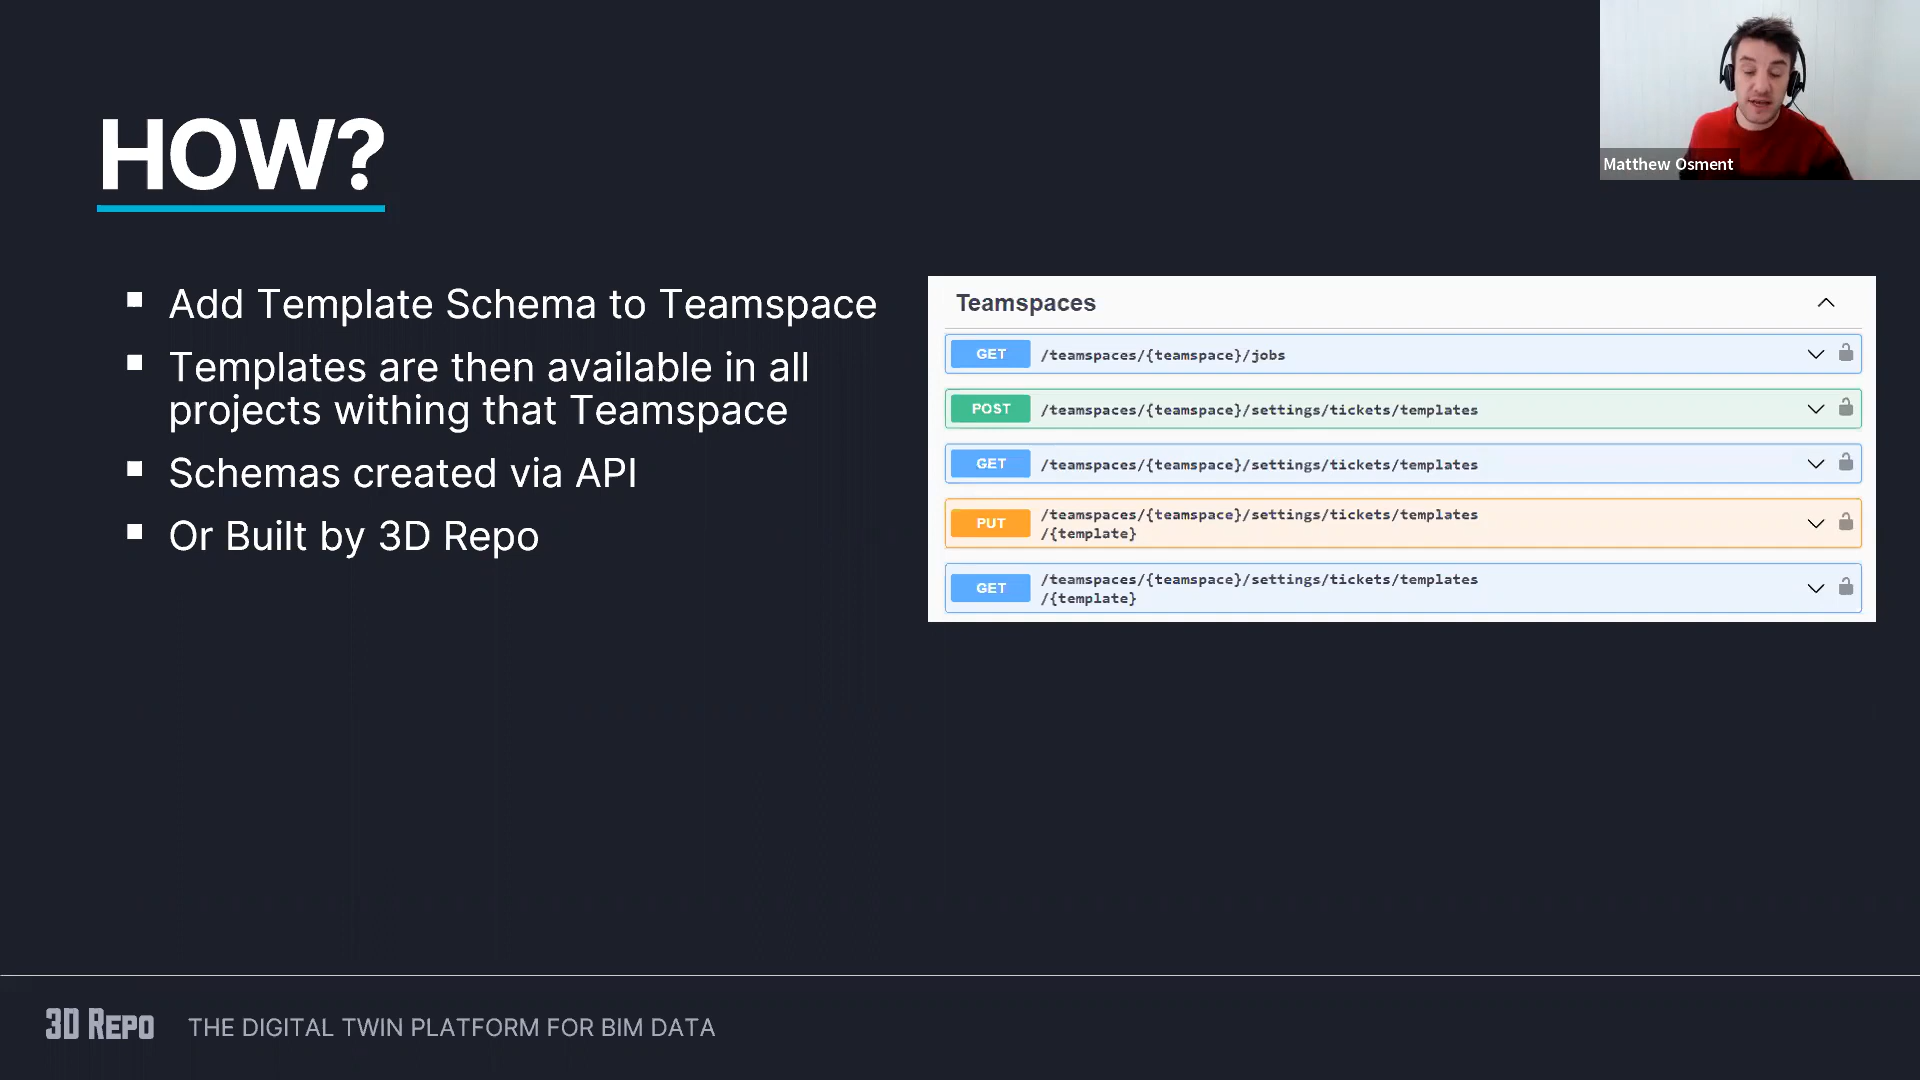 HOW?
Matthew Osment
Add Template Schema to Teamspace
Templates are then available in all
projects withing that Teamspace
Schemas created via API
Or Built by 3D Repo
Teamspaces
GET /teamspaces/{teamspace}/jobs
POST /teamspaces/{teamspace}/settings/tickets/templates
GET /teamspaces/{teamspace}/settings/tickets/templates
PUT /teamspaces/{teamspace}/settings/tickets/templates
/{template}
GET /teamspaces/{teamspace}/settings/tickets/templates
/{template}
3D REPO THE DIGITAL TWIN PLATFORM FOR BIM DATA